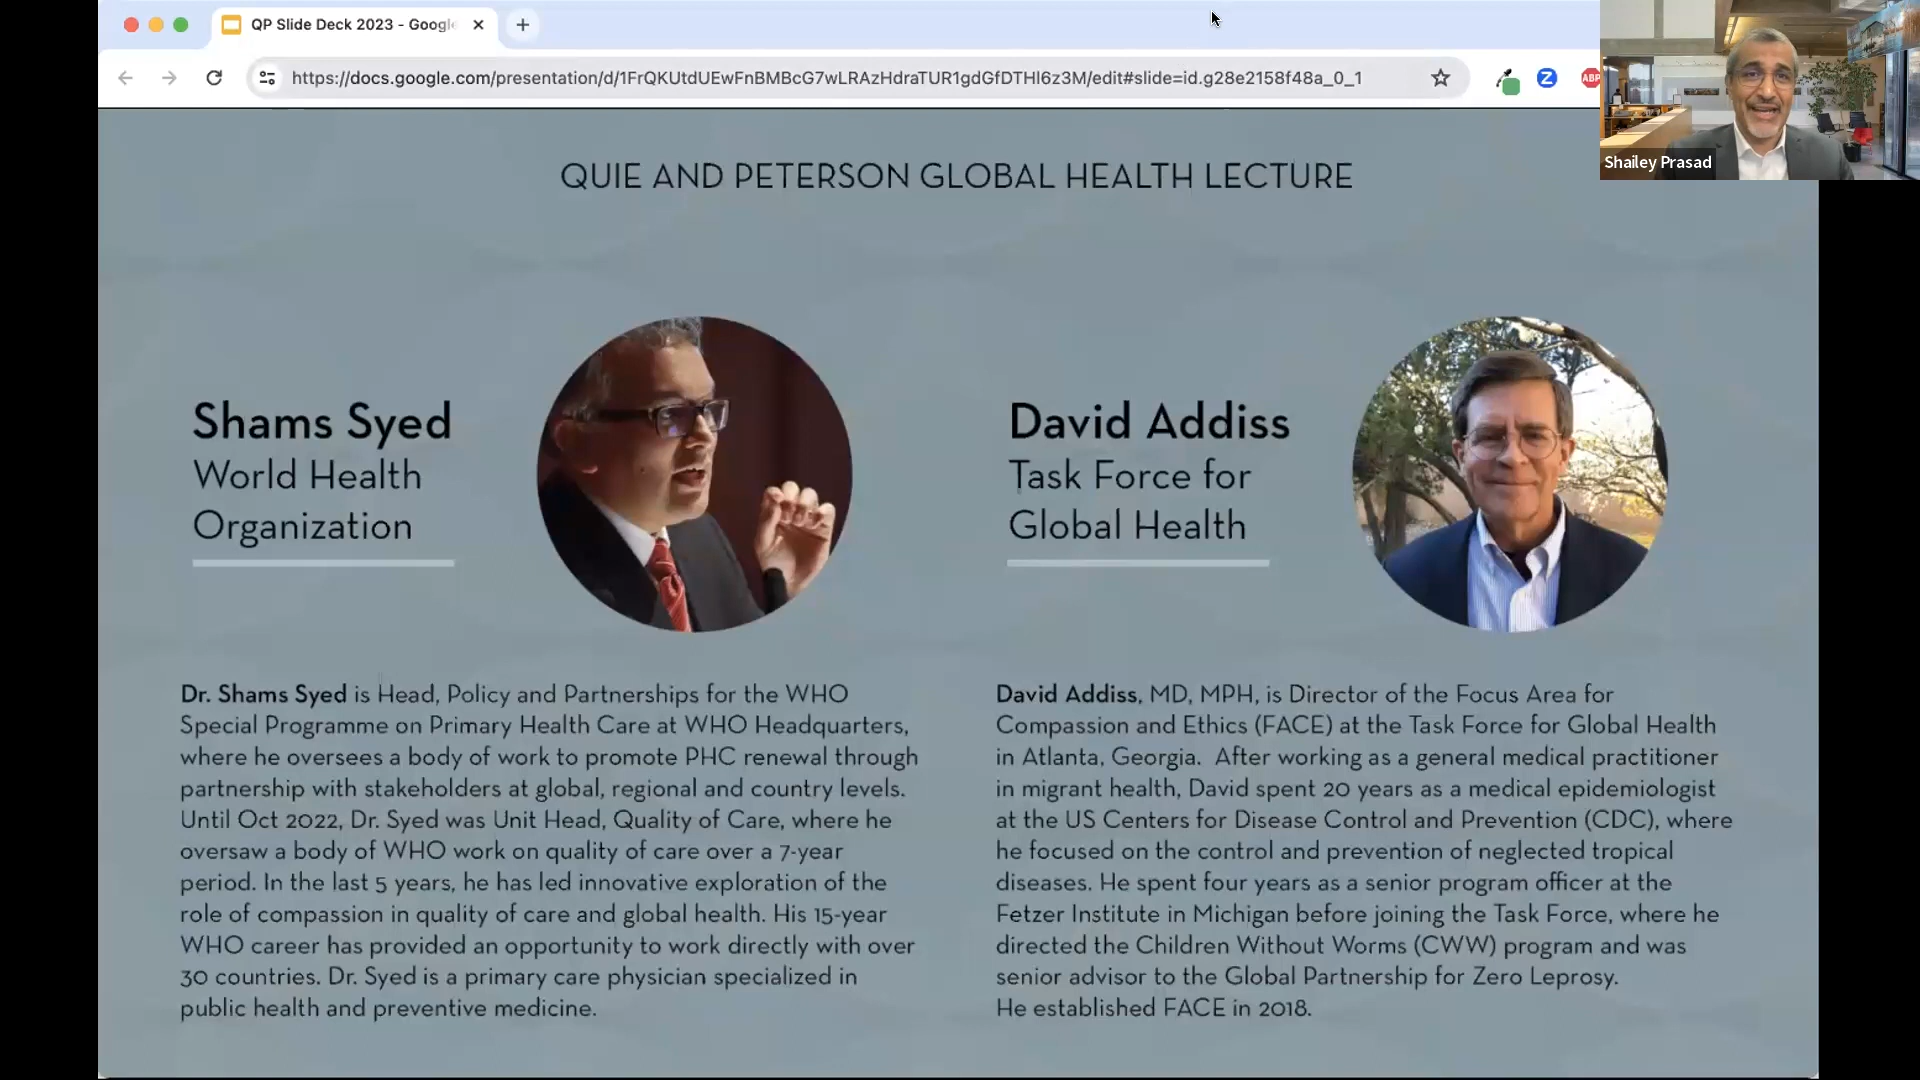 QP Slide Deck 2023 - Googl
https://docs.google.com/presentation/d/1FrQKUtdUEwFnBMBcG7wLRAzHdraTUR1gdGfDTHI6z3M/edit#slide=id.g28e2158f48a_0_1
Z
ABP
Shailey Prasad
QUIE AND PETERSON GLOBAL HEALTH LECTURE
Shams Syed
World Health
Organization
Dr. Shams Syed is Head, Policy and Partnerships for the WHO
Special Programme on Primary Health Care at WHO Headquarters,
where he oversees a body of work to promote PHC renewal through
partnership with stakeholders at global, regional and country levels.
Until Oct 2022, Dr. Syed was Unit Head, Quality of Care, where he
oversaw a body of WHO work on quality of care over a 7-year
period. In the last 5 years, he has led innovative exploration of the
role of compassion in quality of care and global health. His 15-year
WHO career has provided an opportunity to work directly with over
30 countries. Dr. Syed is a primary care physician specialized in
public health and preventive medicine.
David Addiss
Task Force for
Global Health
David Addiss, MD, MPH, is Director of the Focus Area for
Compassion and Ethics (FACE) at the Task Force for Global Health
in Atlanta, Georgia. After working as a general medical practitioner
in migrant health, David spent 20 years as a medical epidemiologist
at the US Centers for Disease Control and Prevention (CDC), where
he focused on the control and prevention of neglected tropical
diseases. He spent four years as a senior program officer at the
Fetzer Institute in Michigan before joining the Task Force, where he
directed the Children Without Worms (CWW) program and was
senior advisor to the Global Partnership for Zero Leprosy.
He established FACE in 2018.